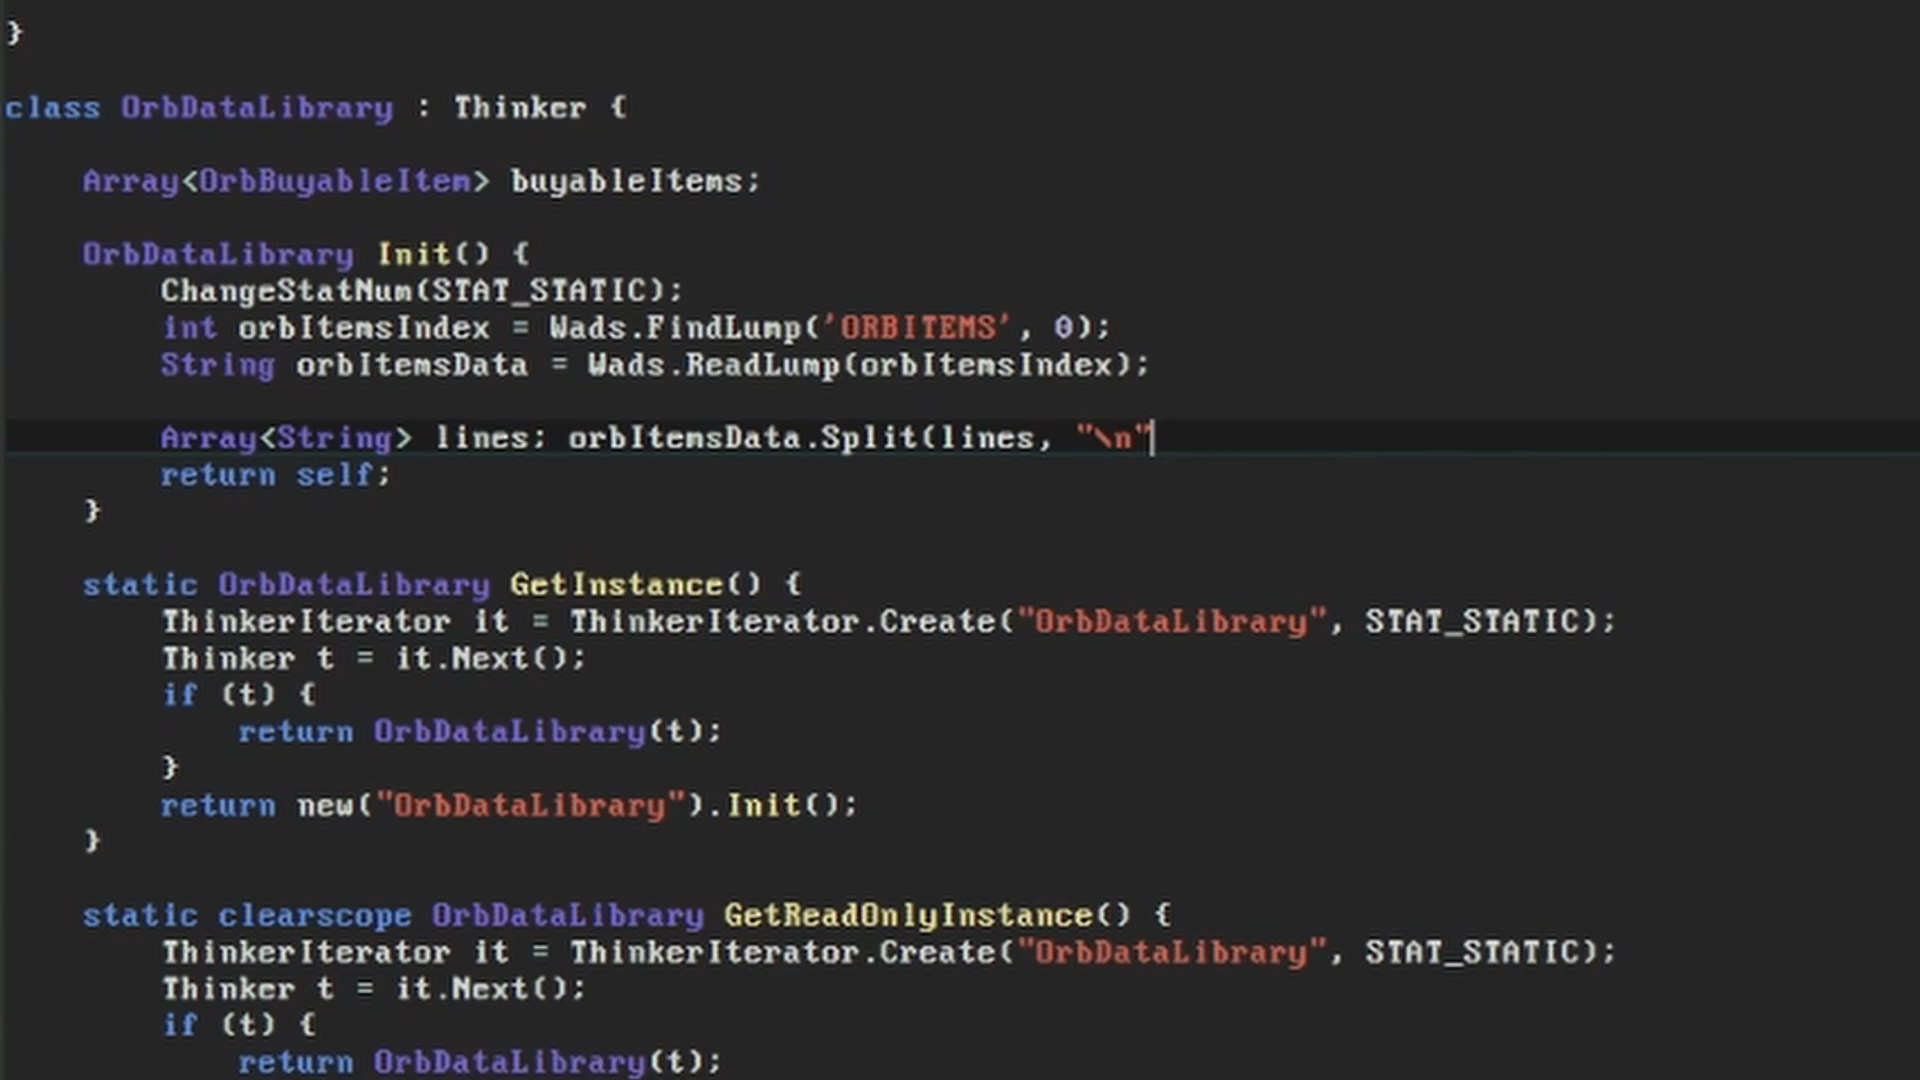 }
class OrbDataLibrary : Thinker {
Array<OrbBuyableItem> buyableItems;
OrbDataLibrary Init() {
ChangeStatNum(STAT_STATIC);
int orbItemsIndex = Wads.FindLump('ORBITEMS', 0);
String orbItemsData = Wads.ReadLump(orbItemsIndex);
Array<String> lines; orbItemsData.Split(lines, "\n"
return self;
}
static OrbDataLibrary GetInstance() {
ThinkerIterator it = ThinkerIterator.Create("OrbDataLibrary", STAT_STATIC);
Thinker t = it.Next();
if (t) {
return OrbDataLibrary(t);
}
return new("OrbDataLibrary").Init();
}
static clearscope OrbDataLibrary GetReadOnlyInstance() {
ThinkerIterator it = ThinkerIterator.Create("OrbDataLibrary", STAT_STATIC);
Thinker t = it.Next();
if (t) {
return OrbDataLibrary(t);